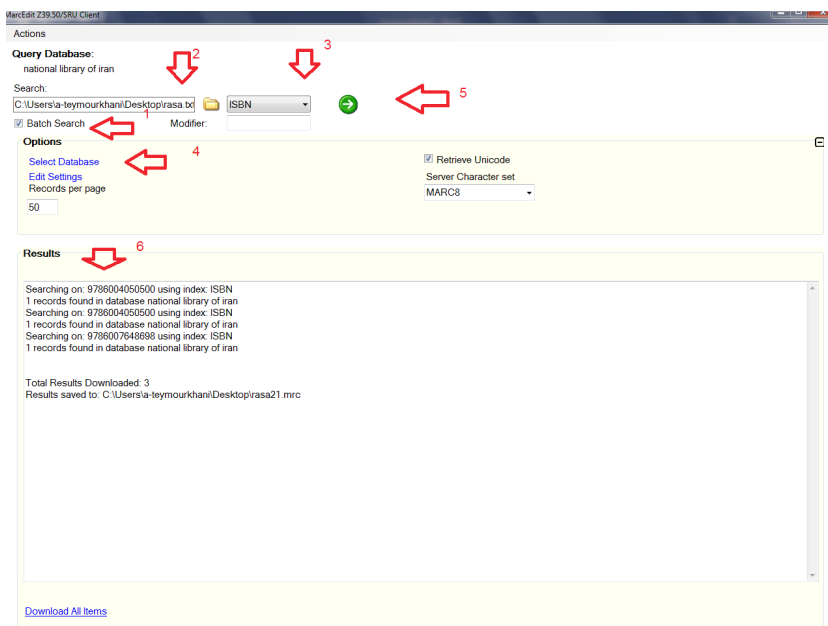 MarcEdit Z39.50/SRU Client
Actions
Query Database:
2
3
national library of iran
Search:
C:\Users\a-teymourkhani\Desktop\rasa.txt
ISBN
5
1
Batch Search
Modifier:
Options
4
Select Database
Retrieve Unicode
Edit Settings
Server Character set
Records per page
MARC8
50
6
Results
Searching on: 9786004050500 using index: ISBN
1 records found in database national library of iran
Searching on: 9786004050500 using index: ISBN
1 records found in database national library of iran
Searching on: 9786007648698 using index: ISBN
1 records found in database national library of iran
Total Results Downloaded: 3
Results saved to: C:\Users\a-teymourkhani\Desktop\rasa21.mrc
Download All Items